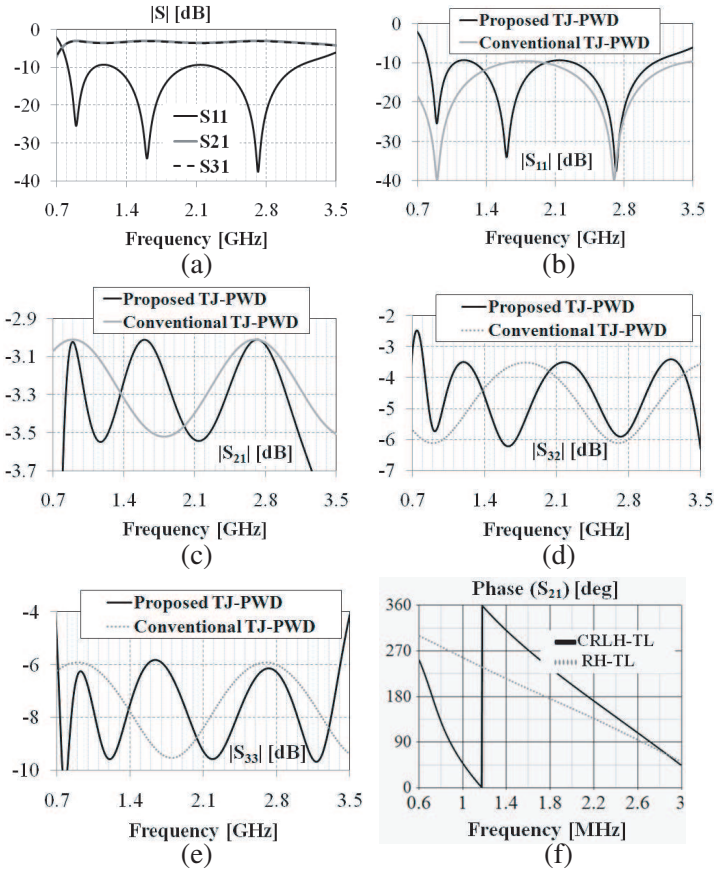 |S| [dB]
0
-10
-20
-30
-40
S11
S21
S31
0.7 1.4 2.1 2.8 3.5
Frequency [GHz]
(a)
Proposed TJ-PWD
Conventional TJ-PWD
0
-10
-20
-30
-40
|S11| [dB]
0.7 1.4 2.1 2.8 3.5
Frequency [GHz]
(b)
Proposed TJ-PWD
Conventional TJ-PWD
-2.9
-3.1
-3.3
-3.5
-3.7
|S21| [dB]
0.7 1.4 2.1 2.8 3.5
Frequency [GHz]
(c)
Proposed TJ-PWD
Conventional TJ-PWD
-2
-3
-4
-5
-6
-7
|S32| [dB]
0.7 1.4 2.1 2.8 3.5
Frequency [GHz]
(d)
Proposed TJ-PWD
Conventional TJ-PWD
-4
-6
-8
-10
|S33| [dB]
0.7 1.4 2.1 2.8 3.5
Frequency [GHz]
(e)
Phase (S21) [deg]
360
270
180
90
0
CRLH-TL
RH-TL
0.6 1 1.4 1.8 2.2 2.6 3
Frequency [MHz]
(f)